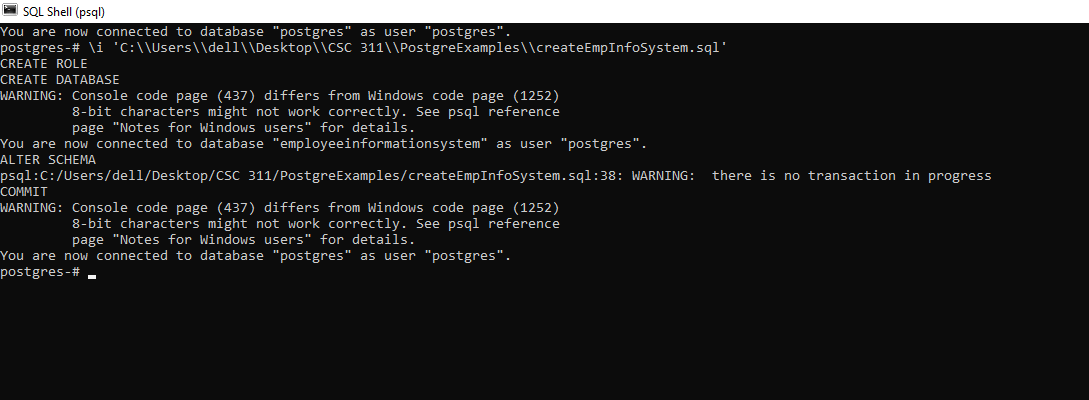 SQL Shell (psql)
You are now connected to database "postgres" as user "postgres".
postgres-# \i 'C:\\Users\\dell\\Desktop\\CSC 311\\PostgreExamples\\createEmpInfoSystem.sql'
CREATE ROLE
CREATE DATABASE
WARNING: Console code page (437) differs from Windows code page (1252)
         8-bit characters might not work correctly. See psql reference
         page "Notes for Windows users" for details.
You are now connected to database "employeeinformationsystem" as user "postgres".
ALTER SCHEMA
psql:C:/Users/dell/Desktop/CSC 311/PostgreExamples/createEmpInfoSystem.sql:38: WARNING:  there is no transaction in progress
COMMIT
WARNING: Console code page (437) differs from Windows code page (1252)
         8-bit characters might not work correctly. See psql reference
         page "Notes for Windows users" for details.
You are now connected to database "postgres" as user "postgres".
postgres-#